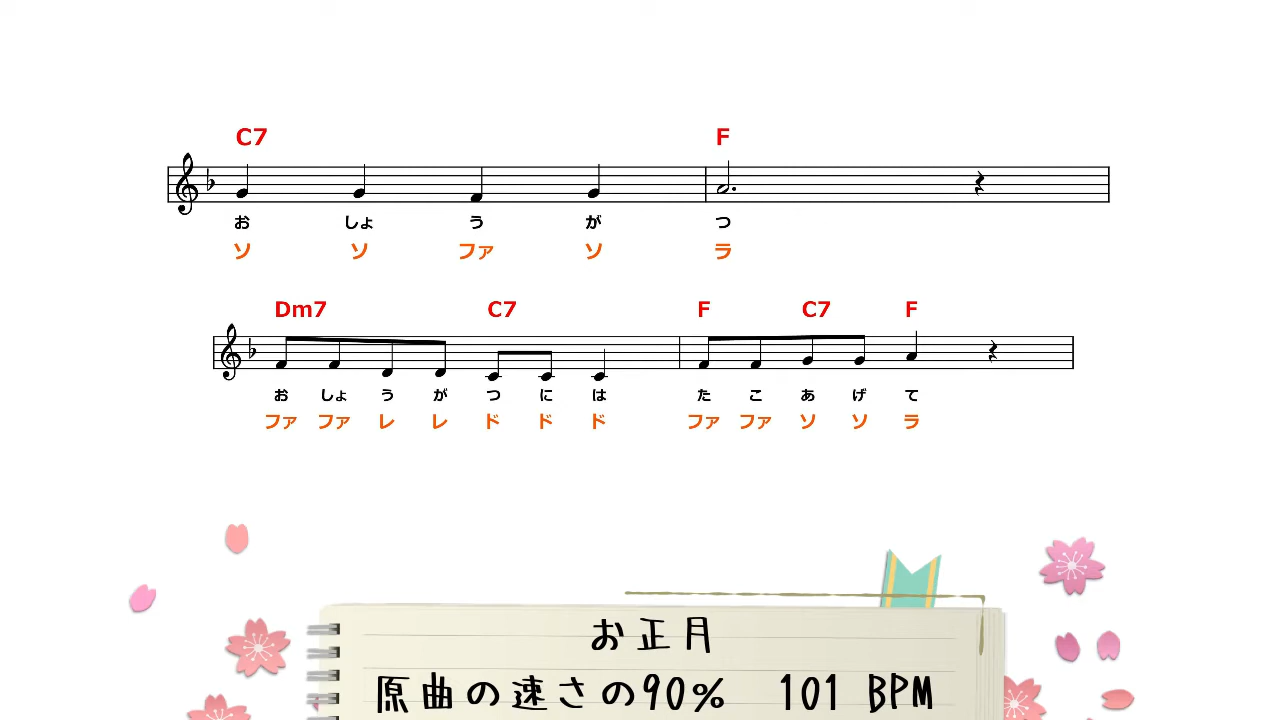 C7 F
お しょ う が つ
ソ ソ ファ ソ ラ
Dm7 C7 F C7 F
お しょ う が つ に は た こ あ げ て
ファ ファ レ レ ド ド ド ファ ファ ソ ソ ラ
お正月
原曲の速さの90% 101 BPM